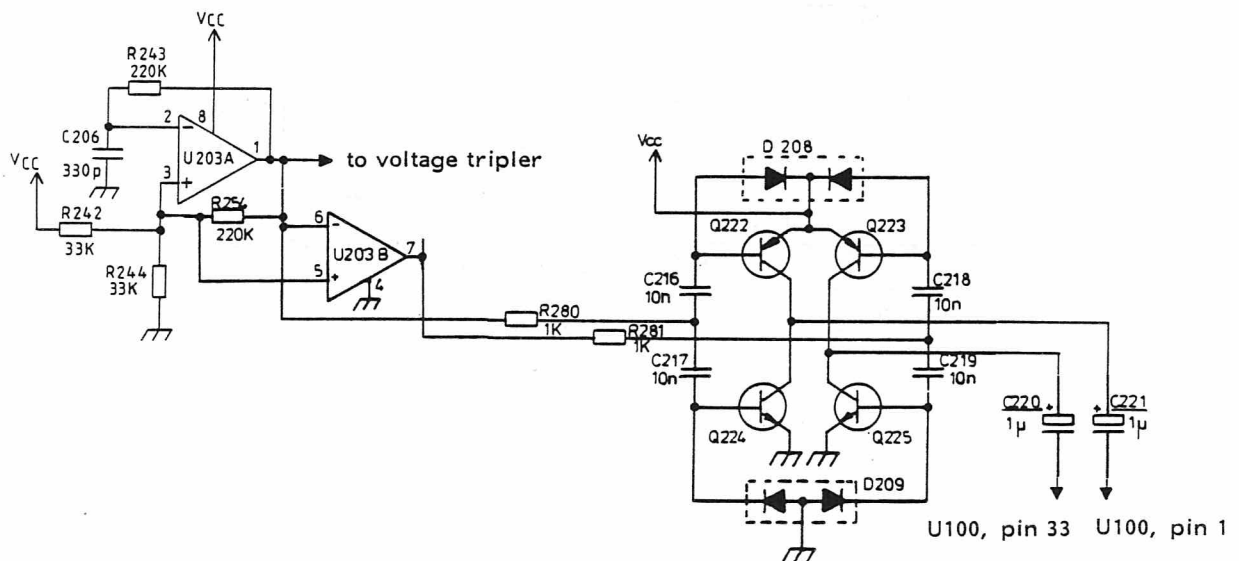 VCC
R243
220K
2
8
C206
U203A
1
330p
VCC
3
to voltage tripler
R242
33K
R254
220K
R244
33K
6
U203B
7
5
4
R280
1K
R281
1K
Vcc
D 208
Q222
Q223
C216
10n
C218
10n
C217
10n
C219
10n
Q224
Q225
D209
C220
1µ
C221
1µ
U100, pin 33
U100, pin 1